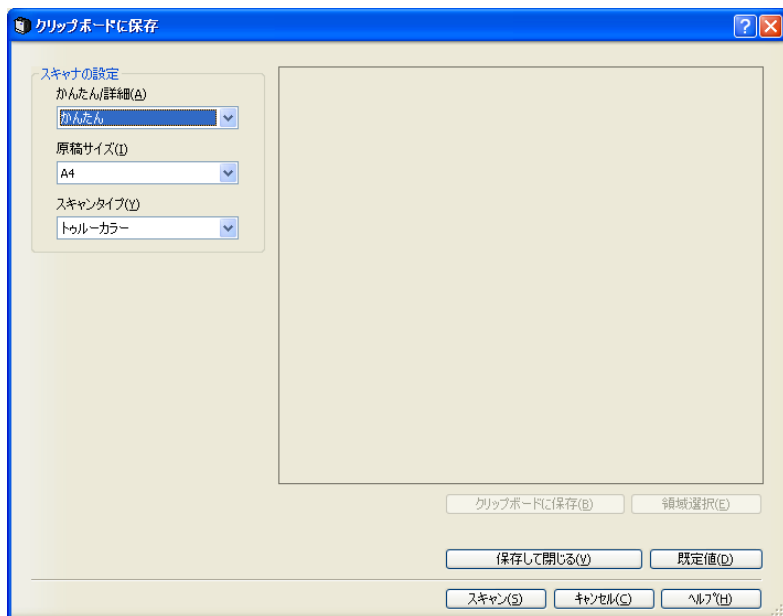 クリップボードに保存
スキャナの設定
かんたん/詳細(A)
かんたん
原稿サイズ(I)
A4
スキャンタイプ(Y)
トゥルーカラー
クリップボードに保存(B)
領域選択(E)
保存して閉じる(V)
既定値(D)
スキャン(S)
キャンセル(C)
ヘルプ(H)